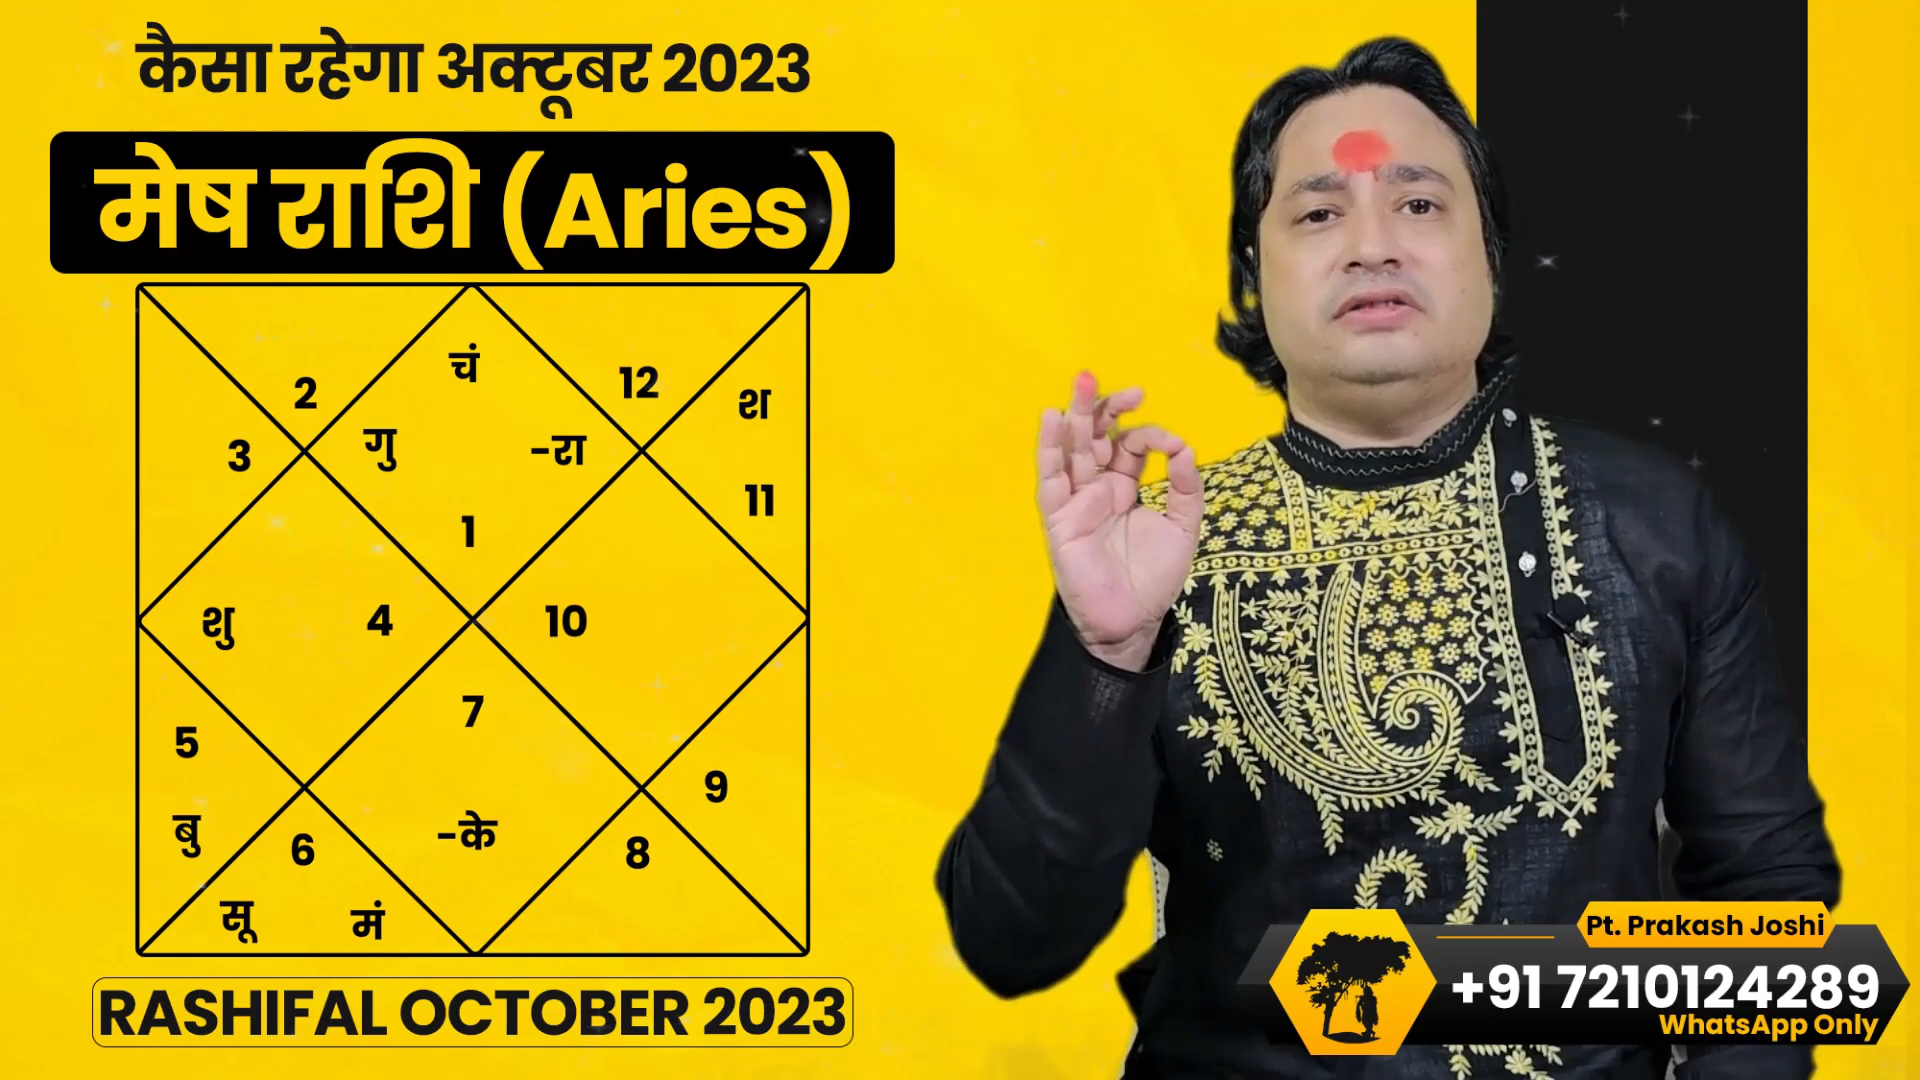 कैसा रहेगा अक्टूबर 2023
मेष राशि (Aries)
चं
2
12
श
3
गु
-रा
11
1
शु
4
10
7
5
9
बु
-के
6
8
सू
मं
RASHIFAL OCTOBER 2023
Pt. Prakash Joshi
+91 7210124289
WhatsApp Only